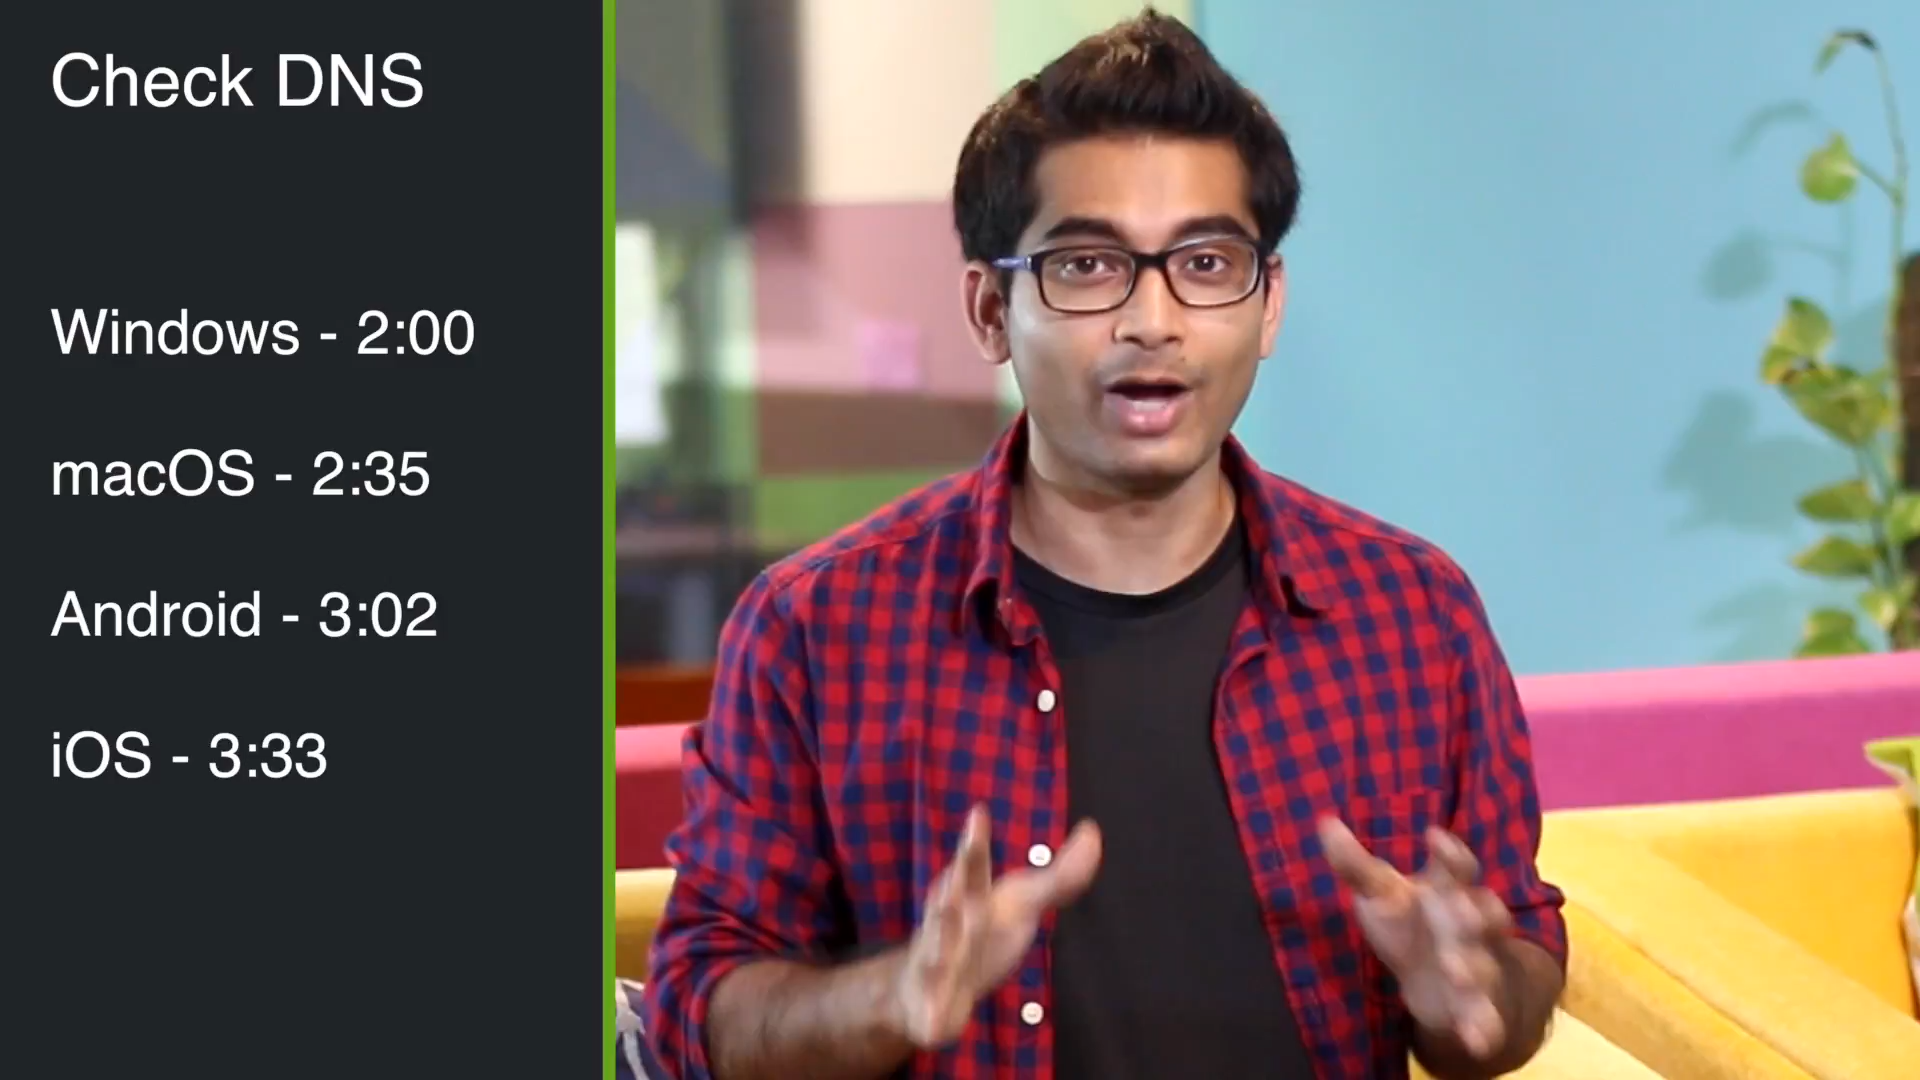 Check DNS
Windows - 2:00
macOS - 2:35
Android - 3:02
iOS - 3:33